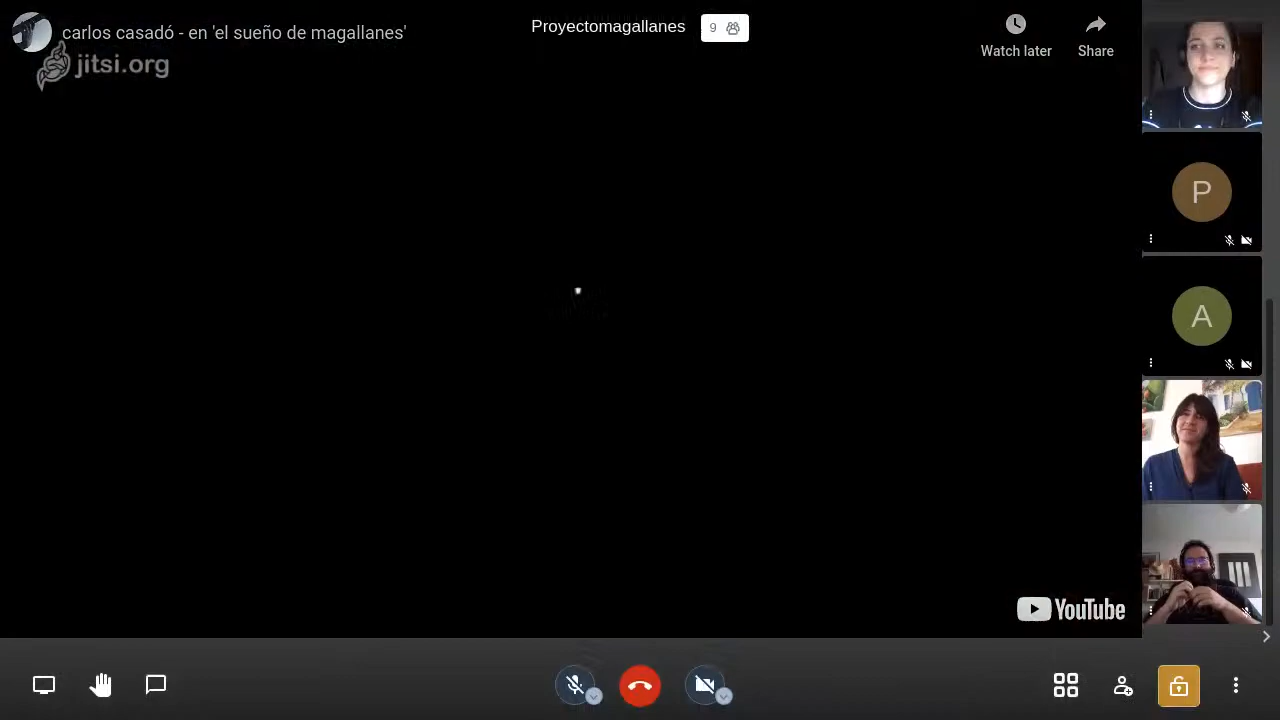 carlos casadó - en 'el sueño de magallanes'
Proyectomagallanes
9
Watch later
Share
jitsi.org
P
A
YouTube